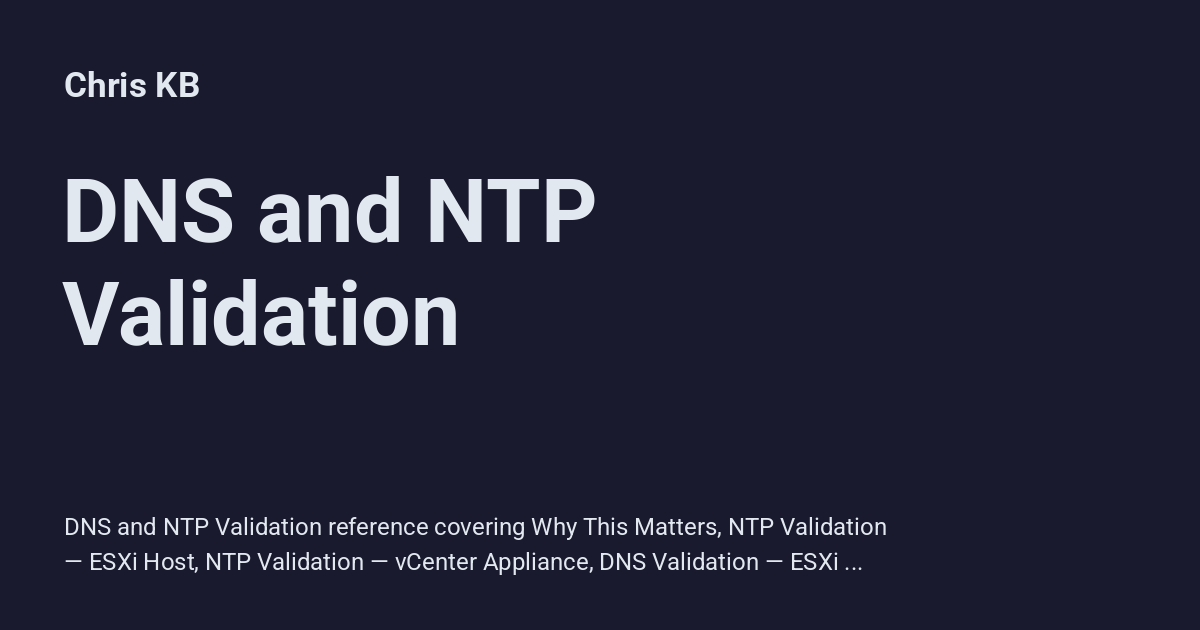 Chris KB
DNS and NTP
Validation
DNS and NTP Validation reference covering Why This Matters, NTP Validation
— ESXi Host, NTP Validation — vCenter Appliance, DNS Validation — ESXi ...